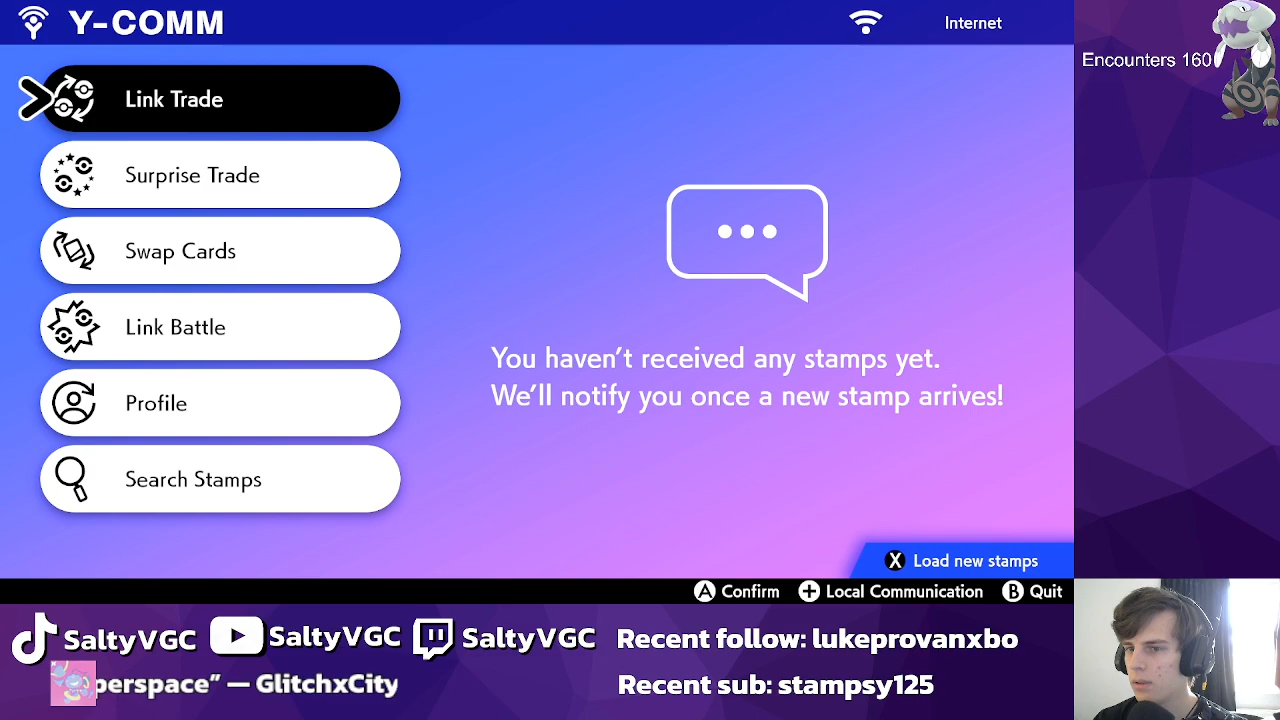 Y-COMM
Internet
Encounters 160
Link Trade
Surprise Trade
Swap Cards
Link Battle
Profile
Search Stamps
You haven't received any stamps yet.
We'll notify you once a new stamp arrives!
X Load new stamps
A Confirm + Local Communication B Quit
SaltyVGC SaltyVGC SaltyVGC
Recent follow: lukeprovanxbo
perspace” — GlitchxCity
Recent sub: stampsy125